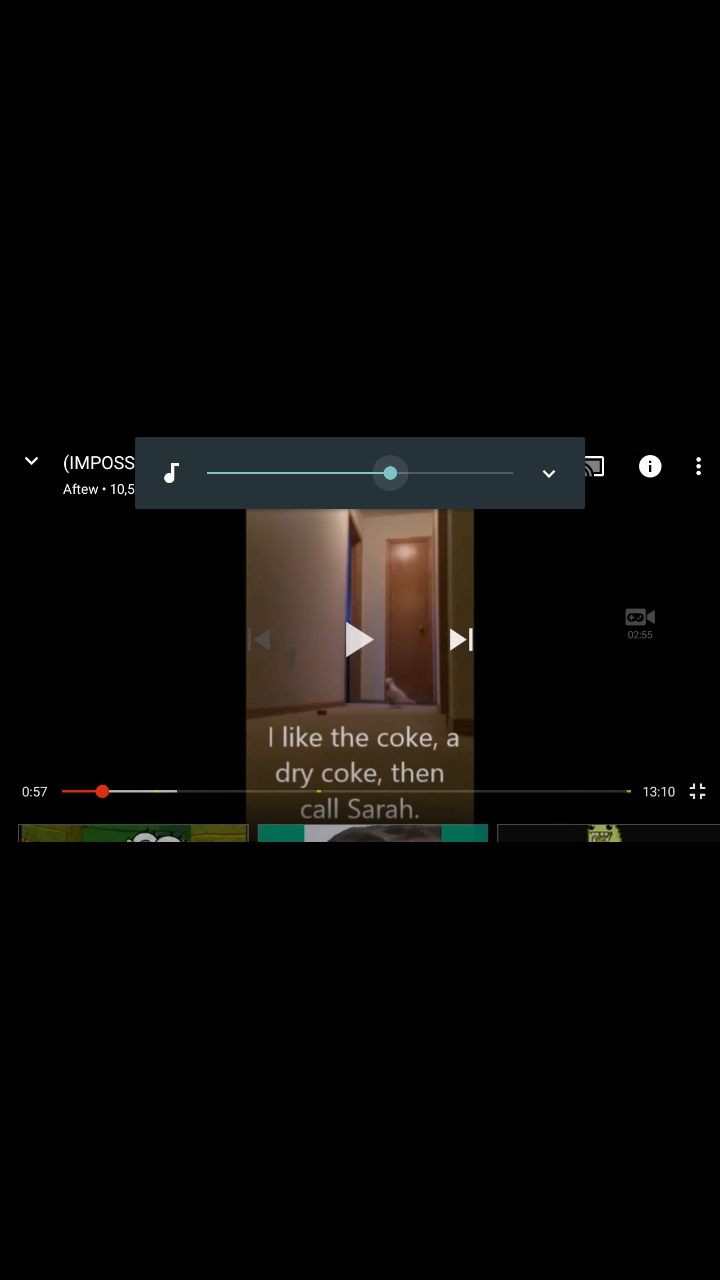 (IMPOSS
Aftew • 10,5
02:55
I like the coke, a
dry coke, then
call Sarah.
0:57
13:10